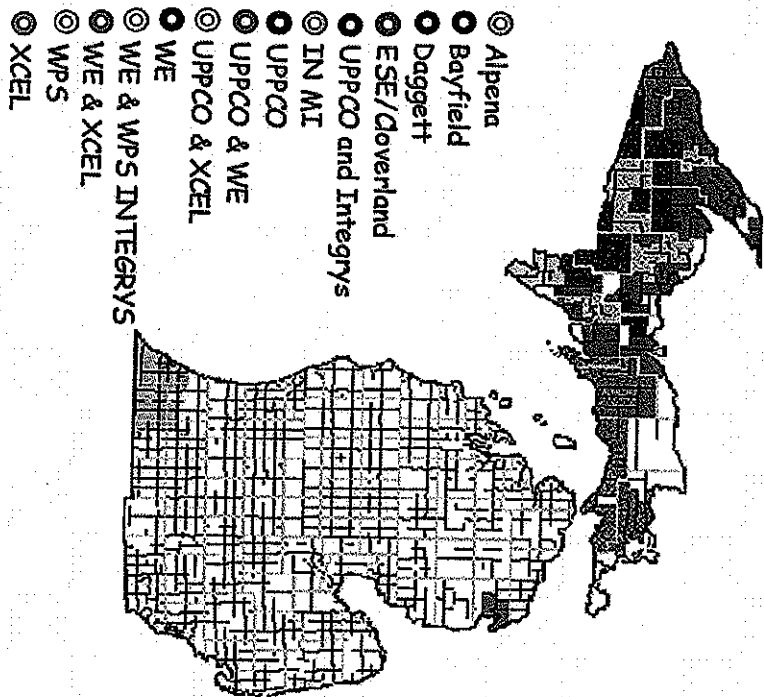 Alpena
Bayfield
Daggett
ESE/Cloverland
UPPCO and Integrys
IN MI
UPPCO
UPPCO & WE
UPPCO & XCEL
WE
WE & WPS INTEGRYS
WE & XCEL
WPS
XCEL